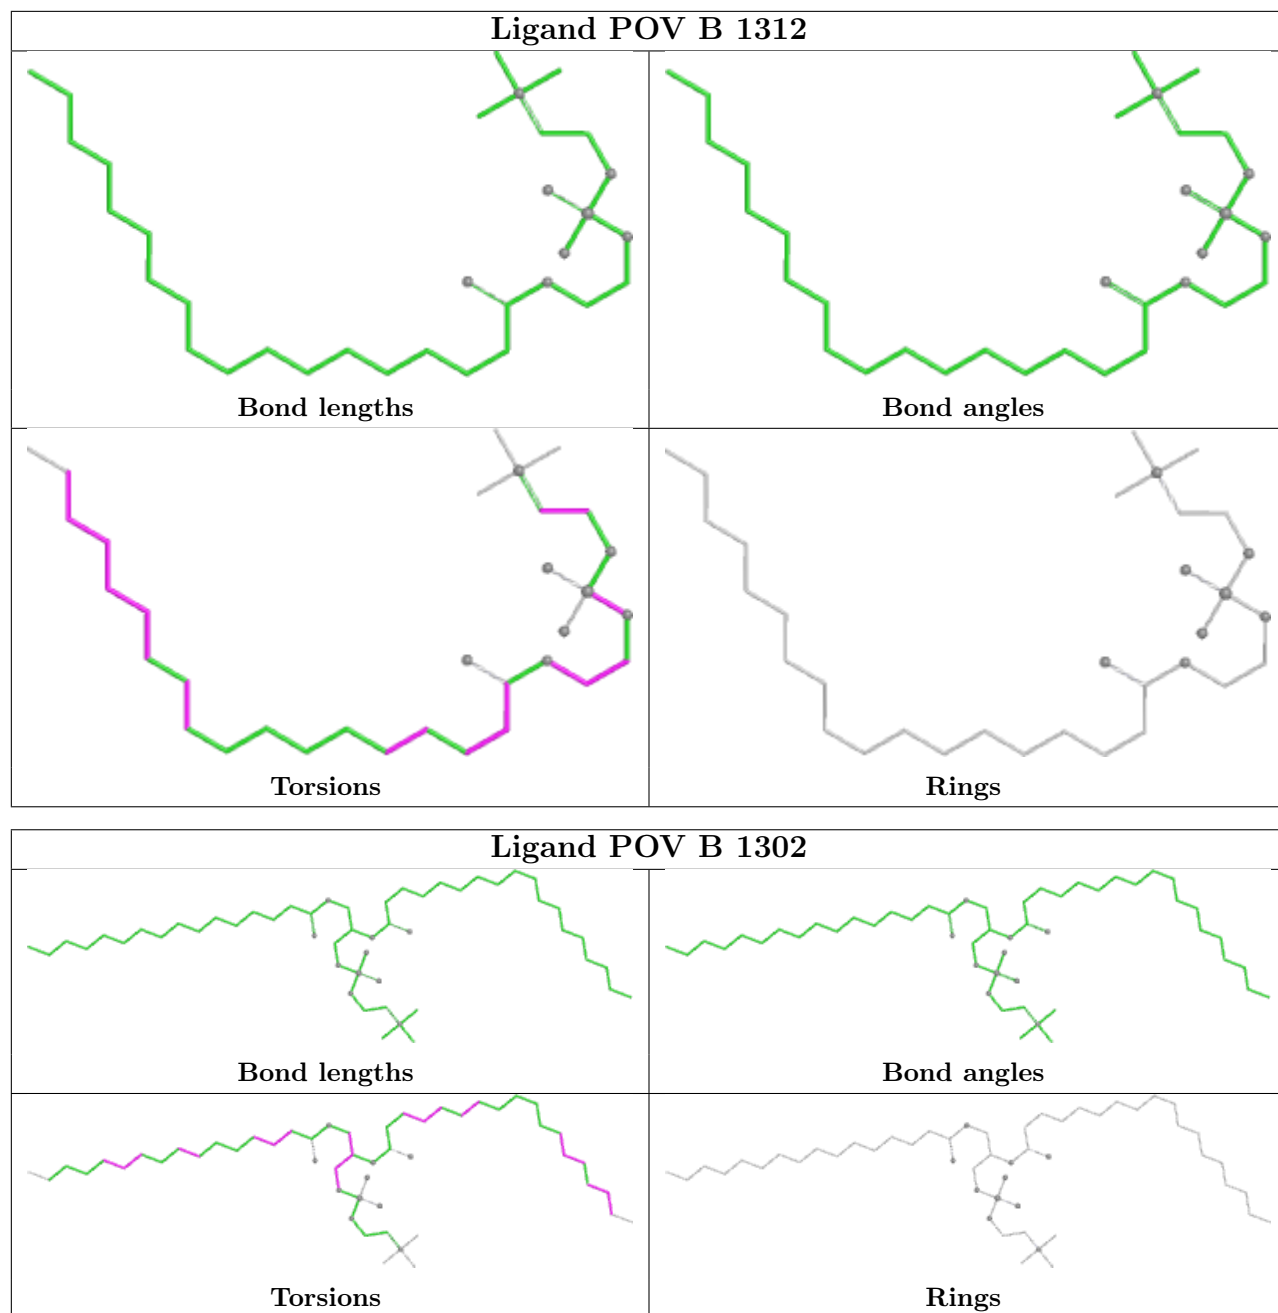 Ligand POV B 1312
Bond lengths
Bond angles
Torsions
Rings
Ligand POV B 1302
Bond lengths
Bond angles
Torsions
Rings